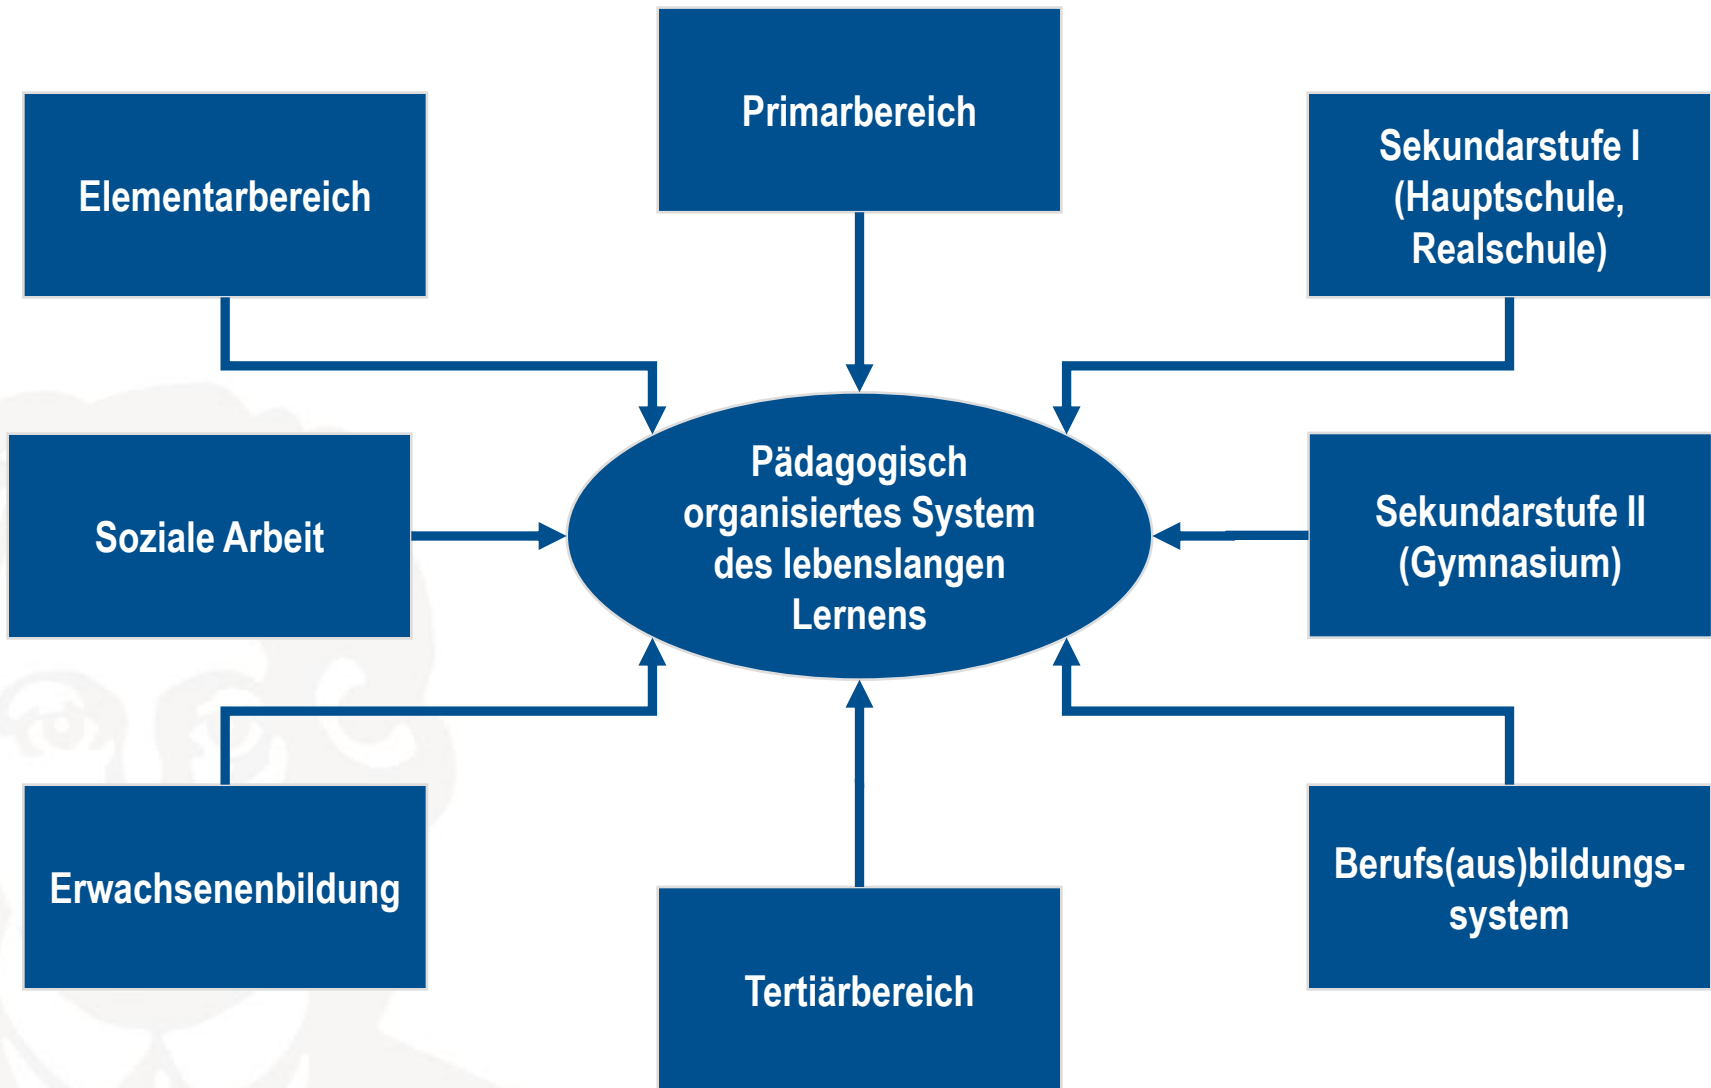 Primarbereich
Elementarbereich
Sekundarstufe I
(Hauptschule,
Realschule)
Pädagogisch
organisiertes System
des lebenslangen
Lernens
Soziale Arbeit
Sekundarstufe II
(Gymnasium)
Erwachsenenbildung
Berufs(aus)bildungs-
system
Tertiärbereich